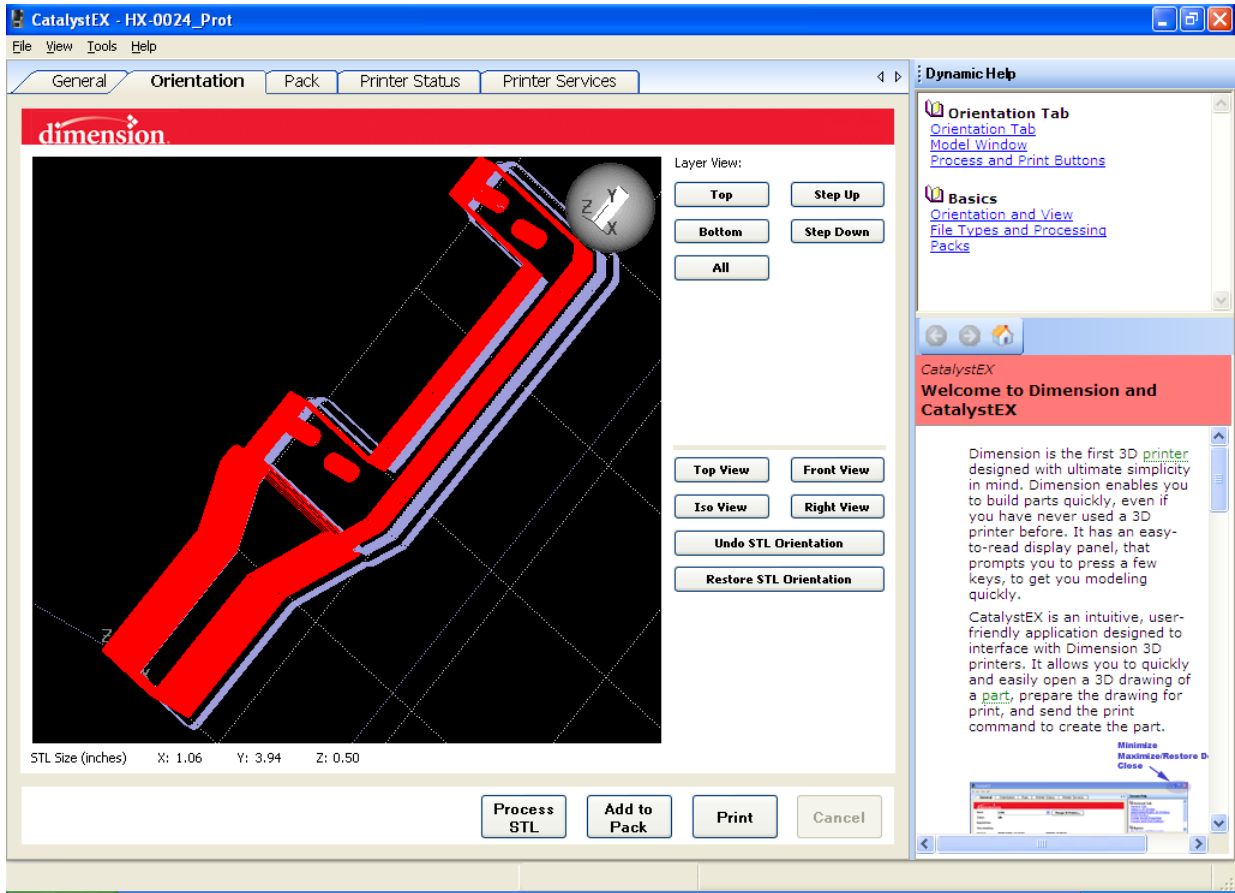 CatalystEX - HX-0024_Prot
File View Tools Help
General Orientation Pack Printer Status Printer Services
dimension
Layer View:
Top Step Up
Bottom Step Down
All
Y
Z
X
Top View Front View
Iso View Right View
Undo STL Orientation
Restore STL Orientation
Z
STL Size (inches) X: 1.06 Y: 3.94 Z: 0.50
Process STL
Add to Pack
Print
Cancel
Dynamic Help
Orientation Tab
Orientation Tab
Model Window
Process and Print Buttons
Basics
Orientation and View
File Types and Processing
Packs
CatalystEX
Welcome to Dimension and
CatalystEX
Dimension is the first 3D printer
designed with ultimate simplicity
in mind. Dimension enables you
to build parts quickly, even if
you have never used a 3D
printer before. It has an easy-
to-read display panel, that
prompts you to press a few
keys, to get you modeling
quickly.
CatalystEX is an intuitive, user-
friendly application designed to
interface with Dimension 3D
printers. It allows you to quickly
and easily open a 3D drawing of
a part, prepare the drawing for
print, and send the print
command to create the part.
Minimize
Maximize/Restore D
Close